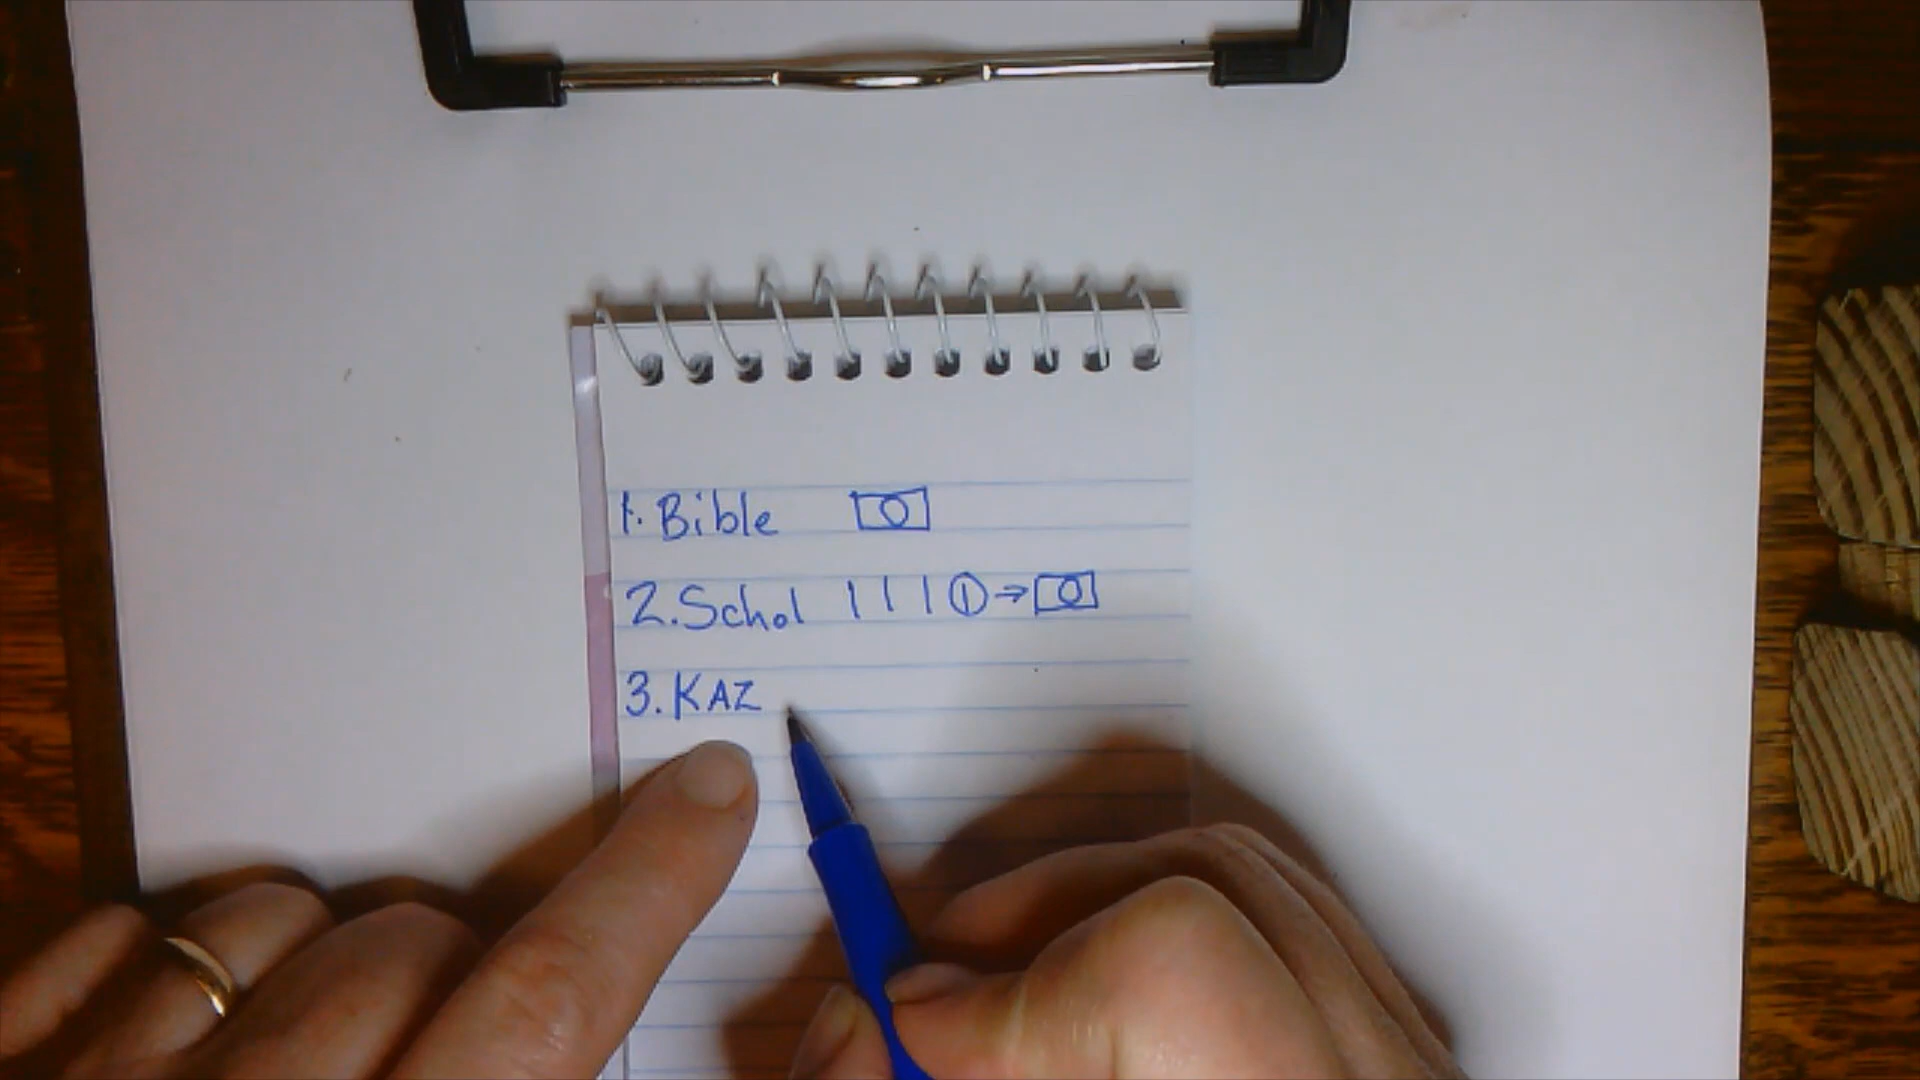 1. Bible
2. Schol | | | ① →
3. KAZ